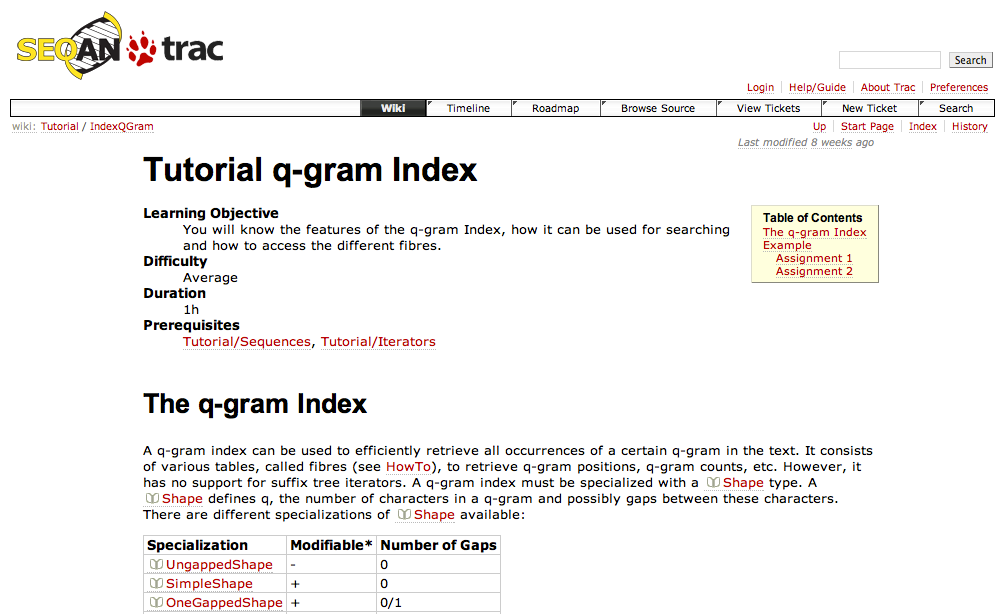 SEQAN trac
Search
Login Help/Guide About Trac Preferences
Wiki Timeline Roadmap Browse Source View Tickets New Ticket Search
wiki: Tutorial / IndexQGram Up Start Page Index History
Last modified 8 weeks ago
Tutorial q-gram Index
Learning Objective
You will know the features of the q-gram Index, how it can be used for searching
and how to access the different fibres.
Difficulty
Average
Duration
1h
Prerequisites
Tutorial/Sequences, Tutorial/Iterators
Table of Contents
The q-gram Index
Example
Assignment 1
Assignment 2
The q-gram Index
A q-gram index can be used to efficiently retrieve all occurrences of a certain q-gram in the text. It consists
of various tables, called fibres (see HowTo), to retrieve q-gram positions, q-gram counts, etc. However, it
has no support for suffix tree iterators. A q-gram index must be specialized with a Shape type. A
Shape defines q, the number of characters in a q-gram and possibly gaps between these characters.
There are different specializations of Shape available:
Specialization Modifiable* Number of Gaps
UngappedShape - 0
SimpleShape + 0
OneGappedShape + 0/1